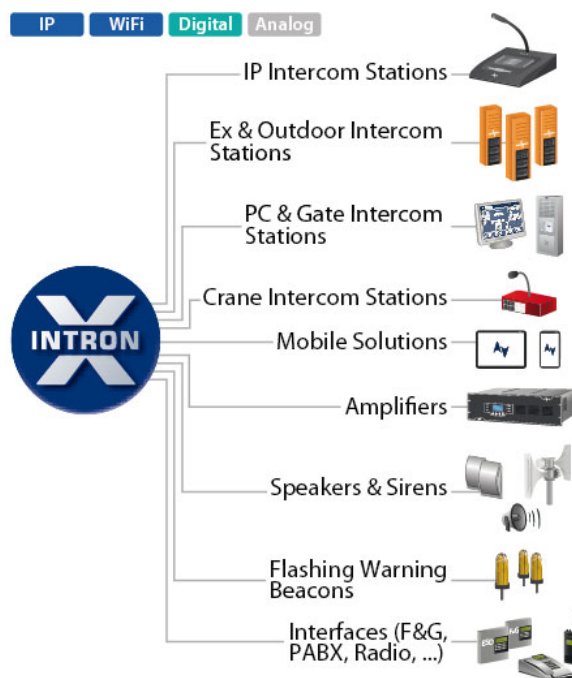 IP WiFi Digital Analog
IP Intercom Stations
Ex & Outdoor Intercom
Stations
PC & Gate Intercom
Stations
X
INTRON
Crane Intercom Stations
Mobile Solutions
Amplifiers
Speakers & Sirens
Flashing Warning
Beacons
Interfaces (F&G,
PABX, Radio, ...)
ESD
F&G